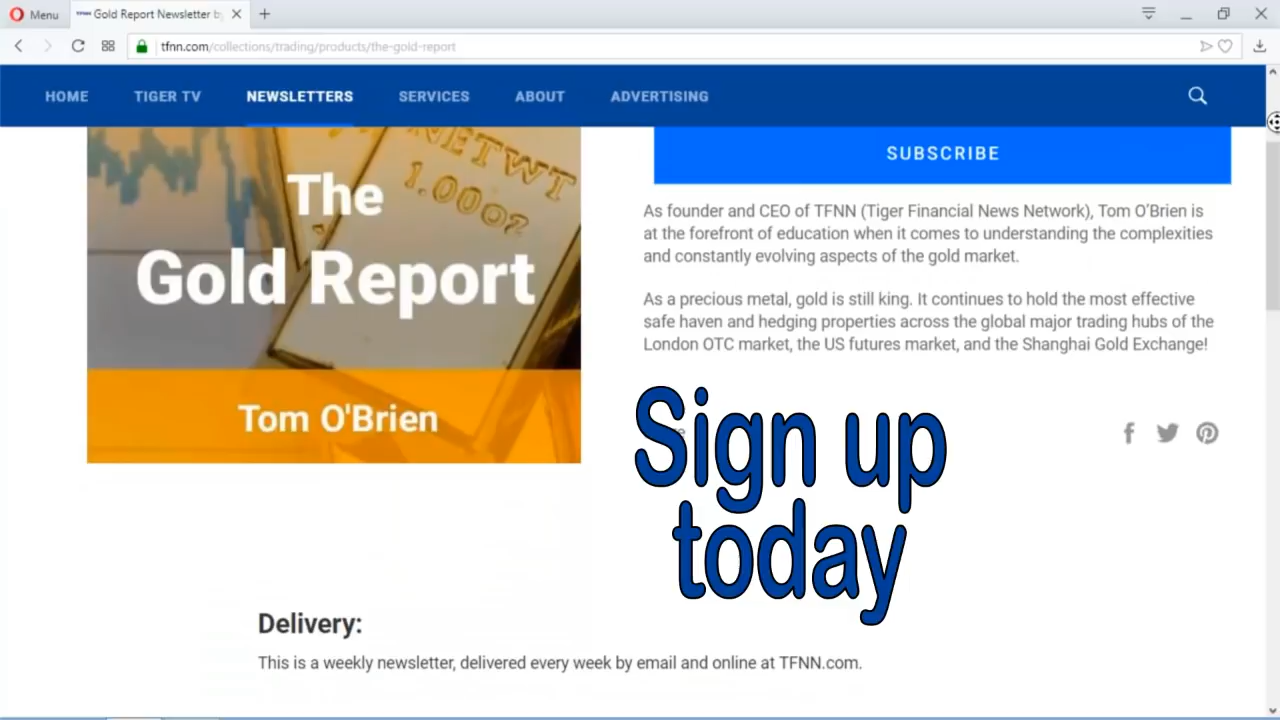 Menu
TFNN Gold Report Newsletter b
tfnn.com/collections/trading/products/the-gold-report
HOME
TIGER TV
NEWSLETTERS
SERVICES
ABOUT
ADVERTISING
NETWT
1.00oz
The
Gold Report
Tom O'Brien
SUBSCRIBE
As founder and CEO of TFNN (Tiger Financial News Network), Tom O'Brien is
at the forefront of education when it comes to understanding the complexities
and constantly evolving aspects of the gold market.
As a precious metal, gold is still king. It continues to hold the most effective
safe haven and hedging properties across the global major trading hubs of the
London OTC market, the US futures market, and the Shanghai Gold Exchange!
Sign up
today
Delivery:
This is a weekly newsletter, delivered every week by email and online at TFNN.com.